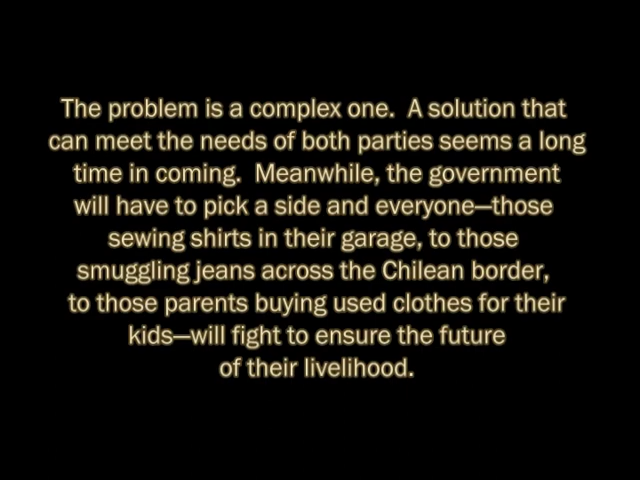 The problem is a complex one.  A solution that
can meet the needs of both parties seems a long
time in coming.  Meanwhile, the government
will have to pick a side and everyone—those
sewing shirts in their garage, to those
smuggling jeans across the Chilean border,
to those parents buying used clothes for their
kids—will fight to ensure the future
of their livelihood.